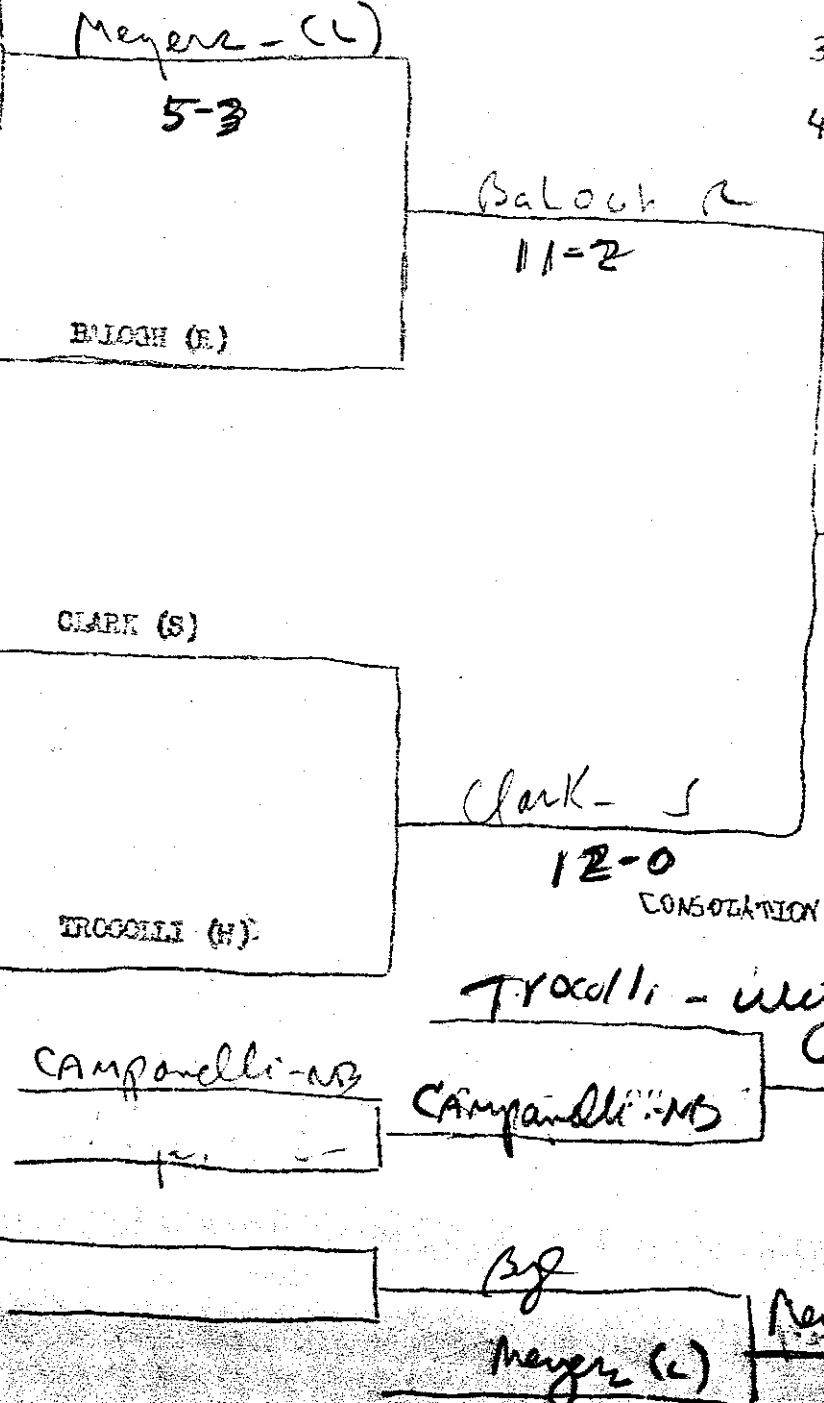 Meyers - (L)
3
5-3
4
Balogh R
11-2
BALOGH (R)
CLARK (S)
Clark - S
12-0
CONSOLATION
TROCOLLI (H)
Trocolli -
CAMpanelli-NB
CAMpanelli-NB
Bye
Meyers (L)